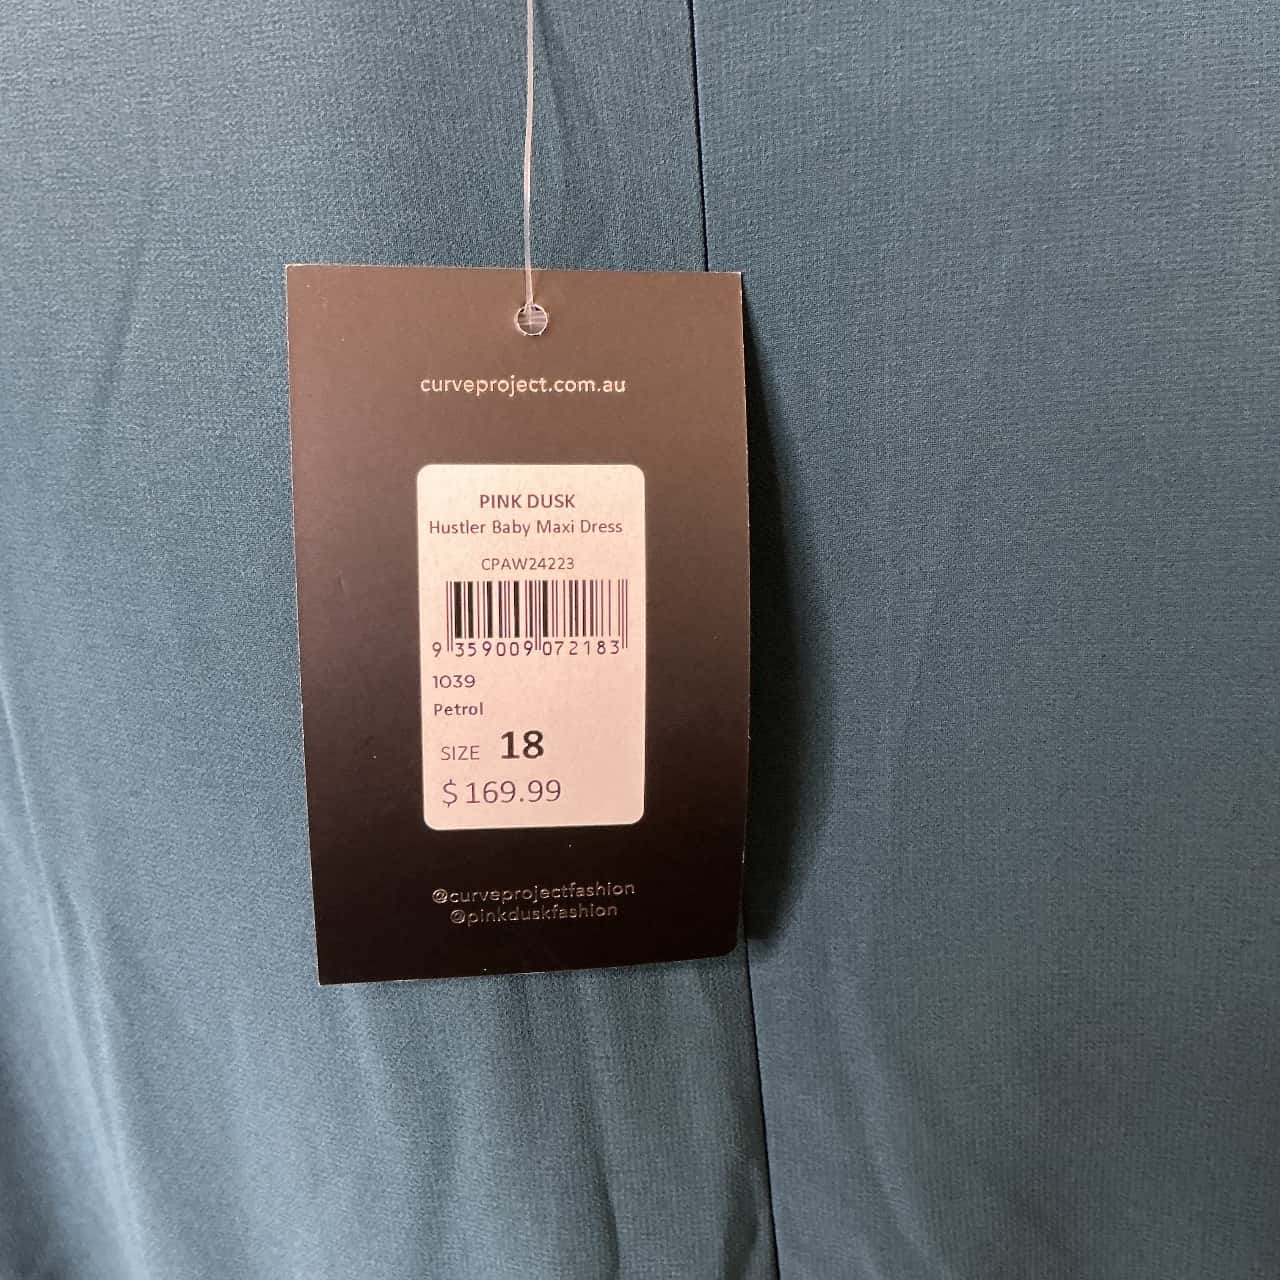 curveproject.com.au
PINK DUSK
Hustler Baby Maxi Dress
CPAW24223
9 359009 072183
1039
Petrol
SIZE 18
$169.99
@curveprojectfashion
@pinkduskfashion